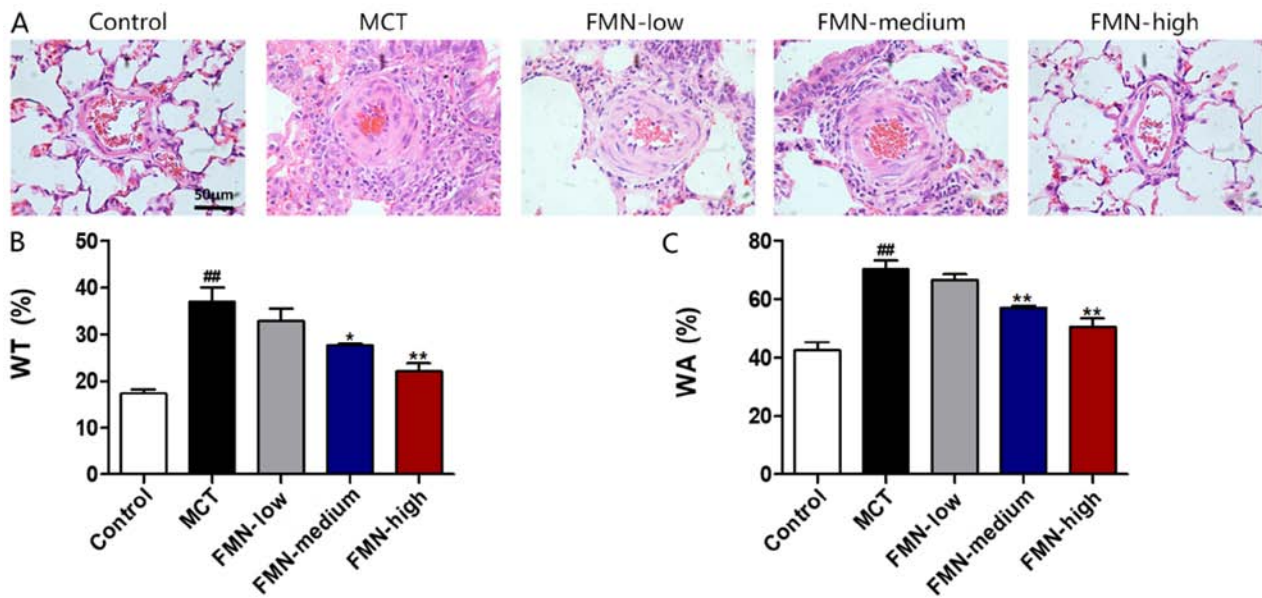 A Control MCT FMN-low FMN-medium FMN-high
50μm
B
WT (%)
50
40
30
20
10
0
##
*
**
Control
MCT
FMN-low
FMN-medium
FMN-high
C
WA (%)
80
60
40
20
0
##
**
**
Control
MCT
FMN-low
FMN-medium
FMN-high